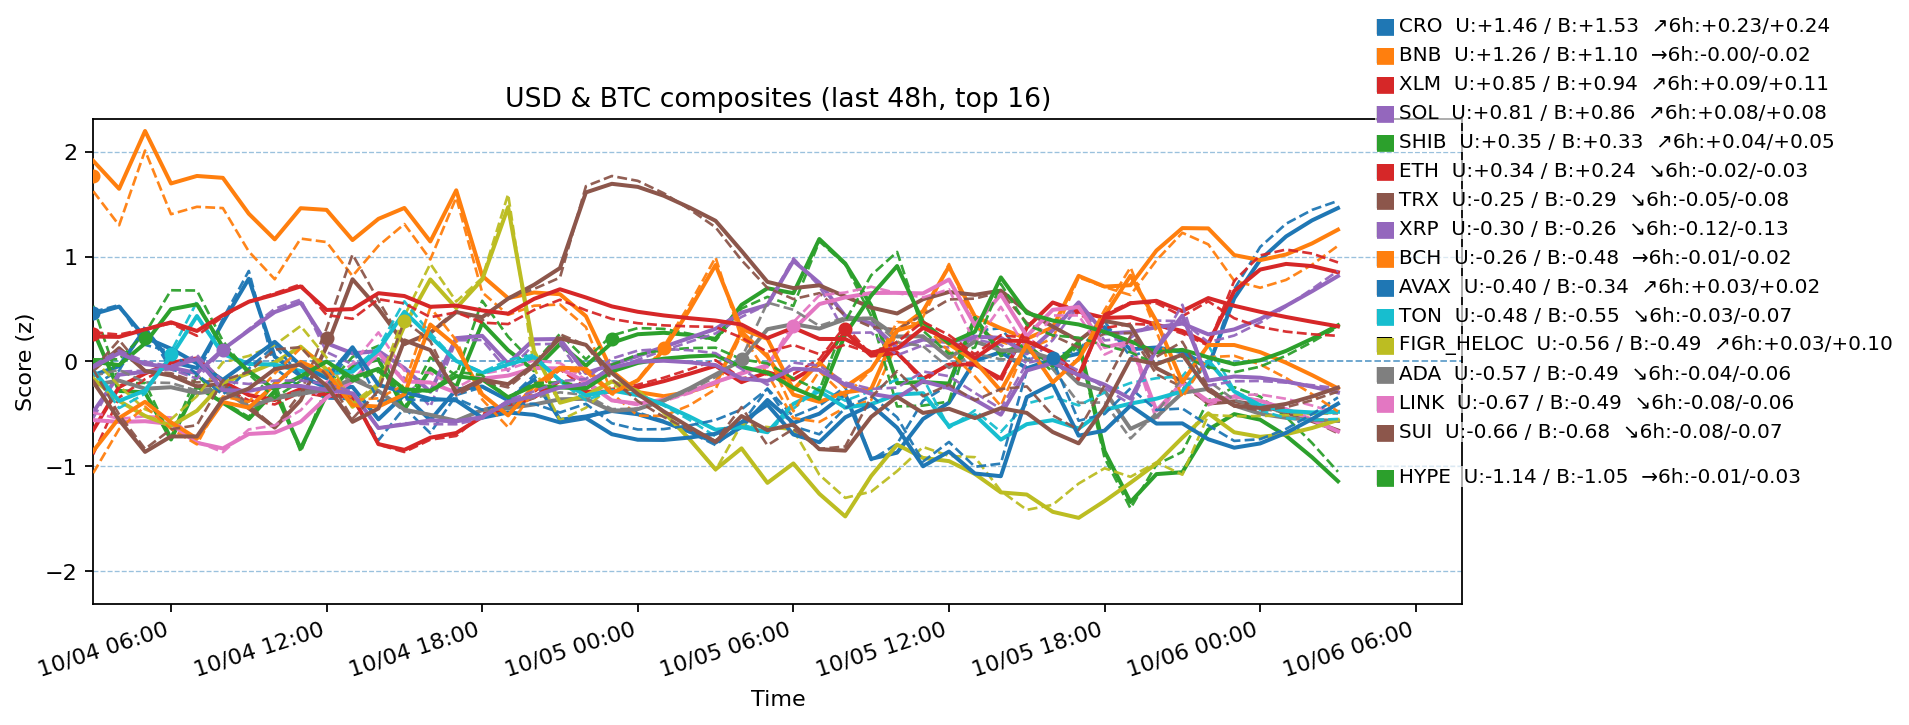 CRO U:+1.46 / B:+1.53 ↗6h:+0.23/+0.24
BNB U:+1.26 / B:+1.10 →6h:-0.00/-0.02
XLM U:+0.85 / B:+0.94 ↗6h:+0.09/+0.11
SOL U:+0.81 / B:+0.86 ↗6h:+0.08/+0.08
SHIB U:+0.35 / B:+0.33 ↗6h:+0.04/+0.05
ETH U:+0.34 / B:+0.24 ↘6h:-0.02/-0.03
TRX U:-0.25 / B:-0.29 ↘6h:-0.05/-0.08
XRP U:-0.30 / B:-0.26 ↘6h:-0.12/-0.13
BCH U:-0.26 / B:-0.48 →6h:-0.01/-0.02
AVAX U:-0.40 / B:-0.34 ↗6h:+0.03/+0.02
TON U:-0.48 / B:-0.55 ↘6h:-0.03/-0.07
FIGR_HELOC U:-0.56 / B:-0.49 ↗6h:+0.03/+0.10
ADA U:-0.57 / B:-0.49 ↘6h:-0.04/-0.06
LINK U:-0.67 / B:-0.49 ↘6h:-0.08/-0.06
SUI U:-0.66 / B:-0.68 ↘6h:-0.08/-0.07
HYPE U:-1.14 / B:-1.05 →6h:-0.01/-0.03
USD & BTC composites (last 48h, top 16)
Score (z)
2
1
0
−1
−2
10/04 06:00
10/04 12:00
10/04 18:00
10/05 00:00
10/05 06:00
10/05 12:00
10/05 18:00
10/06 00:00
10/06 06:00
Time